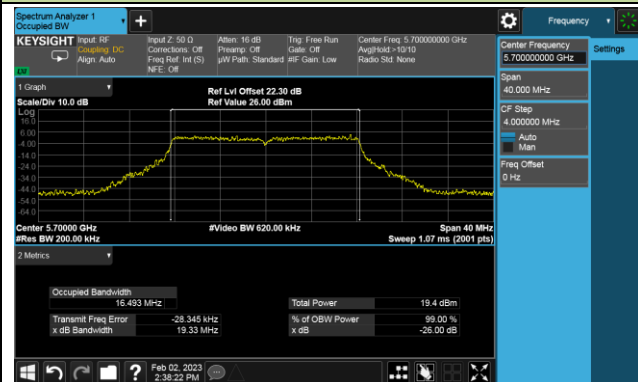 Spectrum Analyzer 1
Occupied BW
Frequency
KEYSIGHT
Input: RF
Coupling: DC
Align: Auto
Input Z: 50 Ω
Corrections: Off
Freq Ref: Int (S)
NFE: Off
Atten: 16 dB
Preamp: Off
µW Path: Standard
Trig: Free Run
Gate: Off
#IF Gain: Low
Center Freq: 5.700000000 GHz
Avg|Hold:>10/10
Radio Std: None
Center Frequency
5.700000000 GHz
Settings
Span
40.000 MHz
CF Step
4.000000 MHz
Auto
Man
Freq Offset
0 Hz
1 Graph
Scale/Div 10.0 dB
Ref Lvl Offset 22.30 dB
Ref Value 26.00 dBm
Log
16.0
6.00
-4.00
-14.0
-24.0
-34.0
-44.0
-54.0
-64.0
Center 5.70000 GHz
#Res BW 200.00 kHz
#Video BW 620.00 kHz
Span 40 MHz
Sweep 1.07 ms (2001 pts)
2 Metrics
Occupied Bandwidth
16.493 MHz
Total Power 19.4 dBm
Transmit Freq Error -28.345 kHz
% of OBW Power 99.00 %
x dB Bandwidth 19.33 MHz
x dB -26.00 dB
Feb 02, 2023
2:38:22 PM